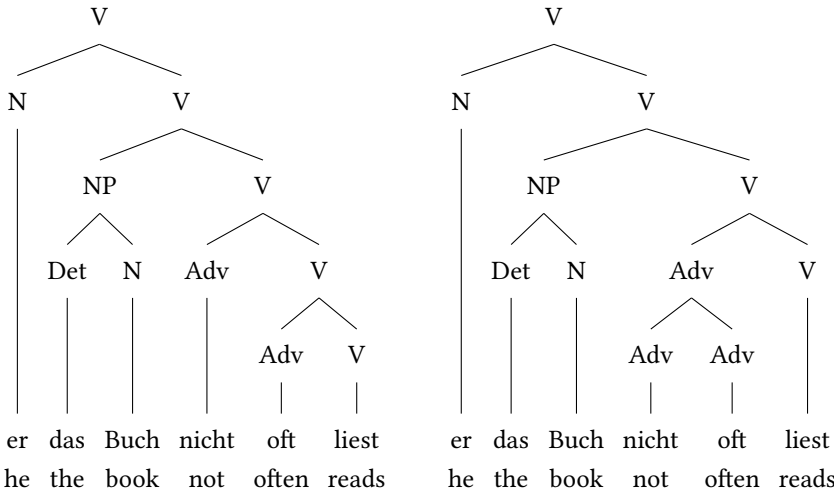 V V
N V N V
NP V NP V
Det N Adv V Det N Adv V
Adv V Adv Adv
er das Buch nicht oft liest er das Buch nicht oft liest
he the book not often reads he the book not often reads